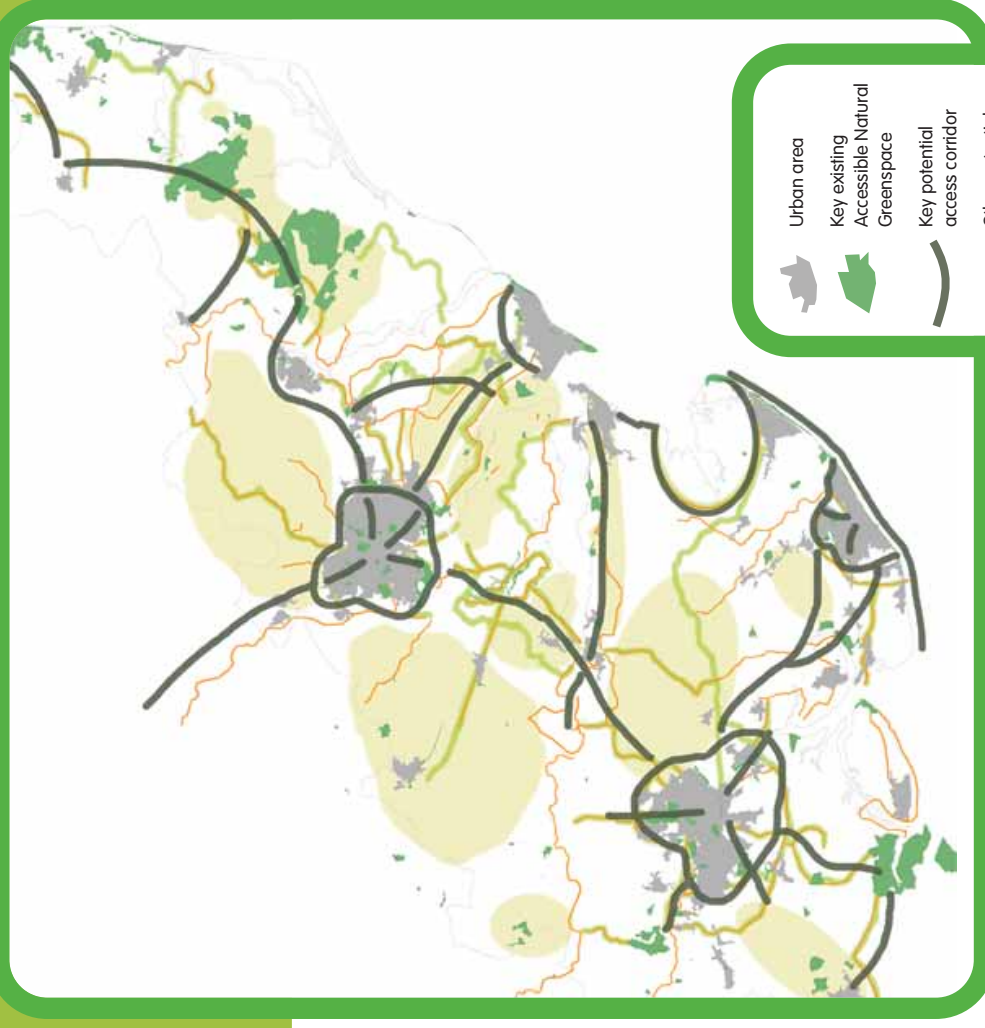 Urban area
Key existing
Accessible Natural
Greenspace
Key potential
access corridor